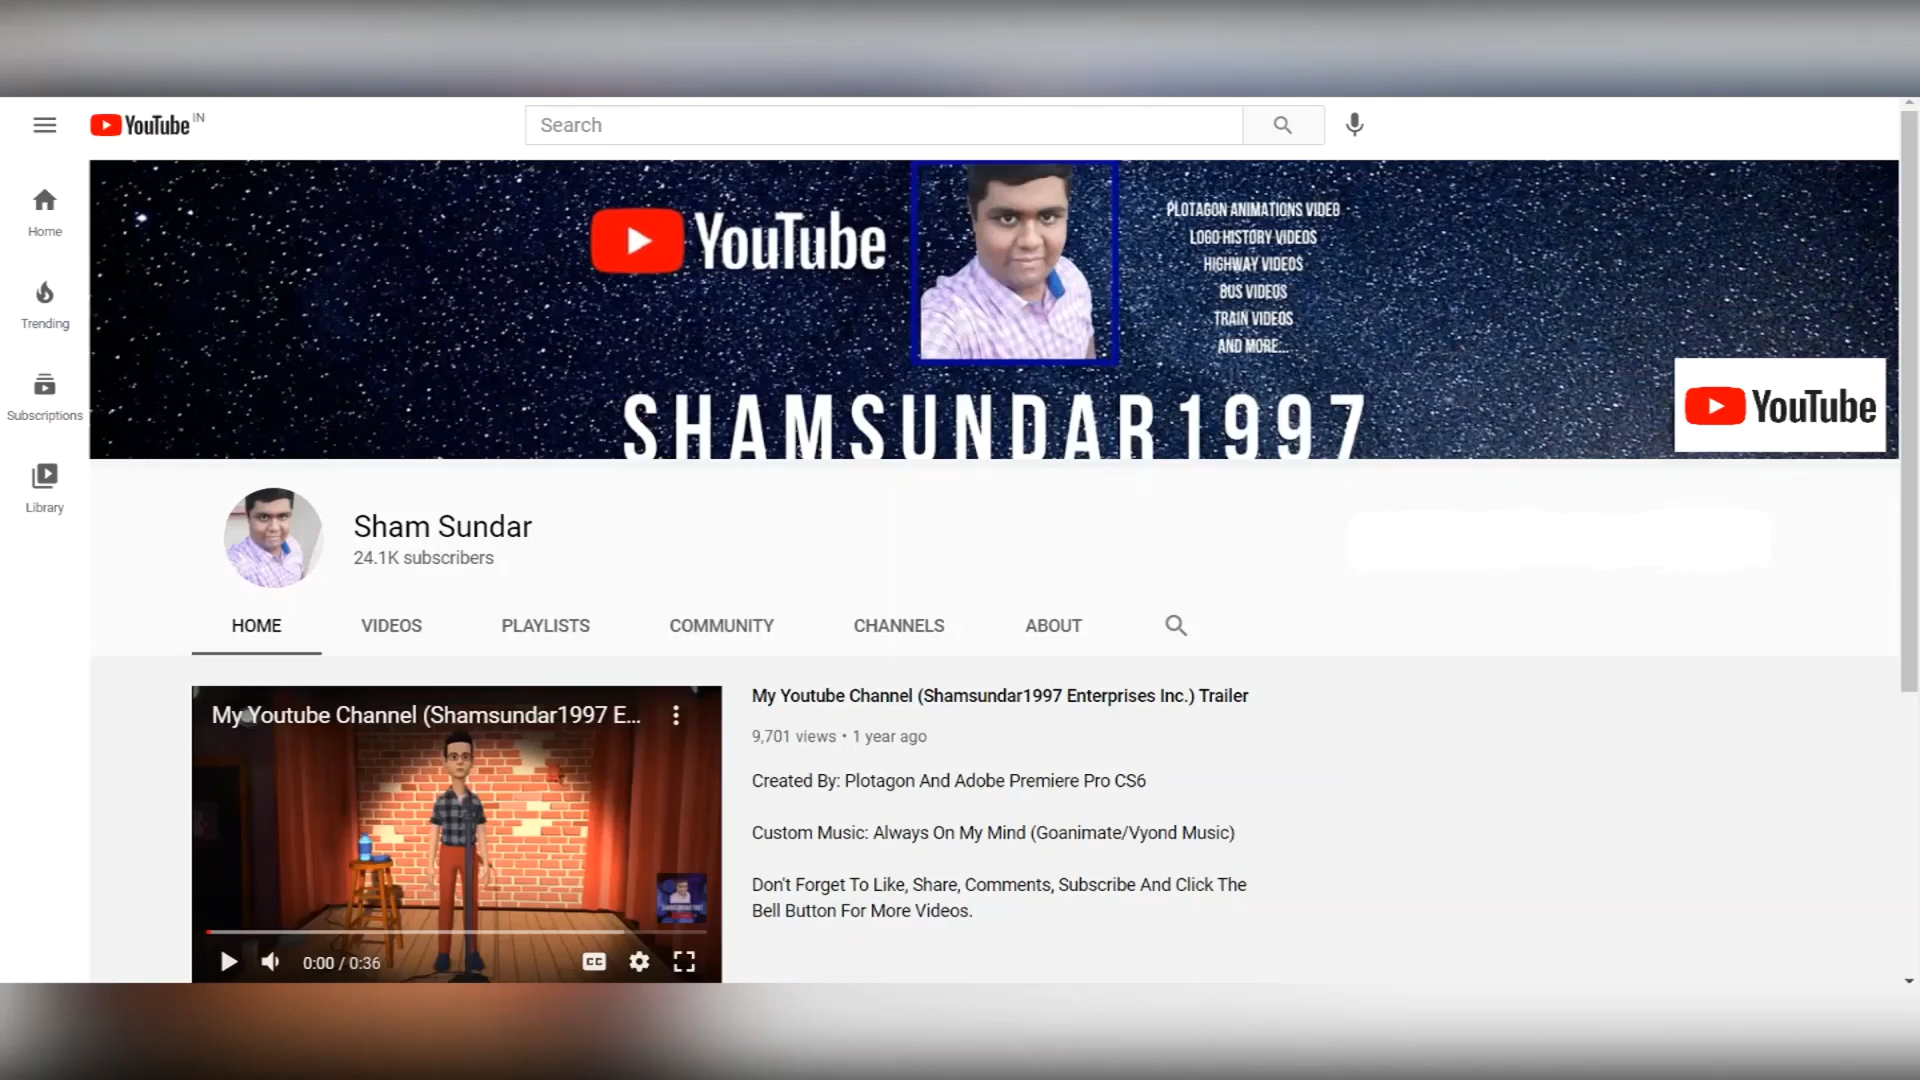 YouTube IN
Search
Home
Trending
Subscriptions
Library
YouTube
PLOTAGON ANIMATIONS VIDEO
LOGO HISTORY VIDEOS
HIGHWAY VIDEOS
BUS VIDEOS
TRAIN VIDEOS
AND MORE...
SHAMSUNDAR1997
YouTube
Sham Sundar
24.1K subscribers
HOME VIDEOS PLAYLISTS COMMUNITY CHANNELS ABOUT
My Youtube Channel (Shamsundar1997 E...
0:00 / 0:36
CC
My Youtube Channel (Shamsundar1997 Enterprises Inc.) Trailer
9,701 views • 1 year ago
Created By: Plotagon And Adobe Premiere Pro CS6
Custom Music: Always On My Mind (Goanimate/Vyond Music)
Don't Forget To Like, Share, Comments, Subscribe And Click The
Bell Button For More Videos.